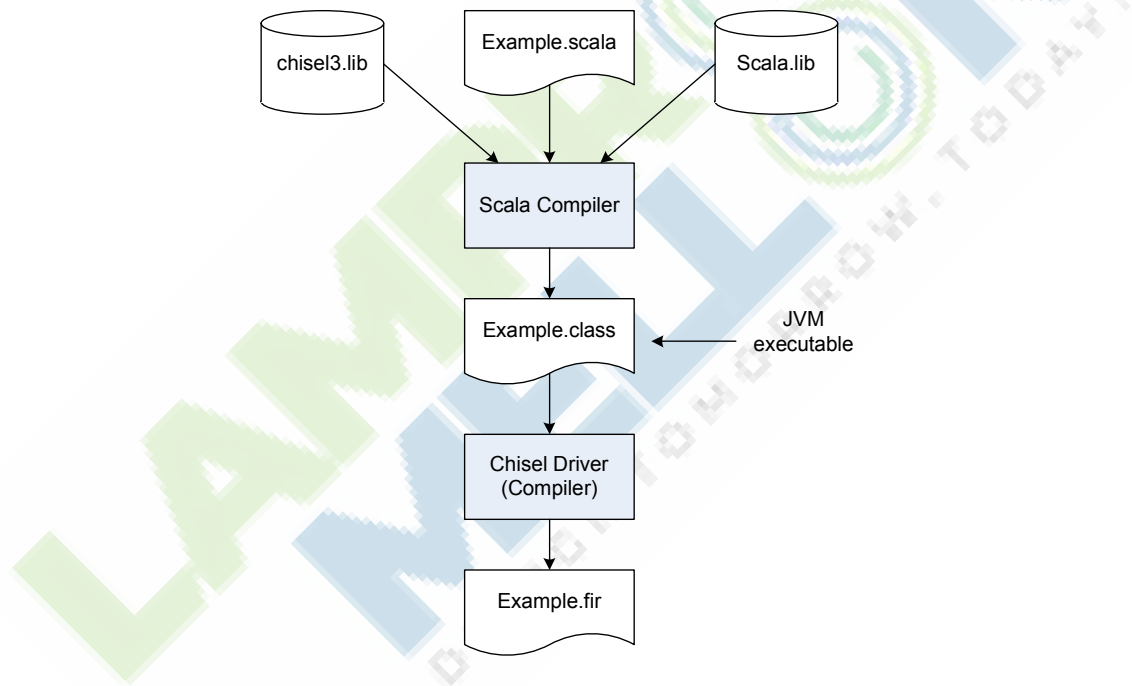 chisel3.lib
Example.scala
Scala.lib
Scala Compiler
Example.class
JVM
executable
Chisel Driver
(Compiler)
Example.fir